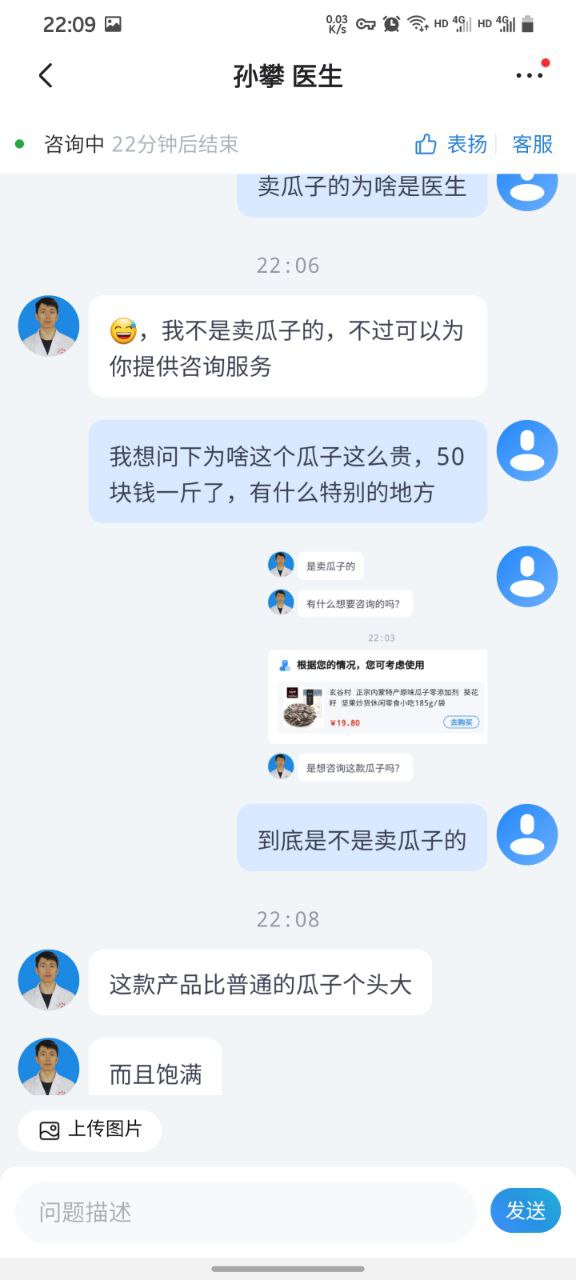 22:09
0.03
K/s
HD 4G HD 4G
孙攀 医生
咨询中 22分钟后结束 表扬 客服
卖瓜子的为啥是医生
22:06
😅，我不是卖瓜子的，不过可以为
你提供咨询服务
我想问下为啥这个瓜子这么贵，50
块钱一斤了，有什么特别的地方
是卖瓜子的
有什么想要咨询的吗?
22:03
根据您的情况，您可考虑使用
玄谷村 正宗内蒙特产原味瓜子零添加剂 葵花
籽 坚果炒货休闲零食小吃185g/袋
¥19.80 去购买
是想咨询这款瓜子吗?
到底是不是卖瓜子的
22:08
这款产品比普通的瓜子个头大
而且饱满
上传图片
问题描述 发送